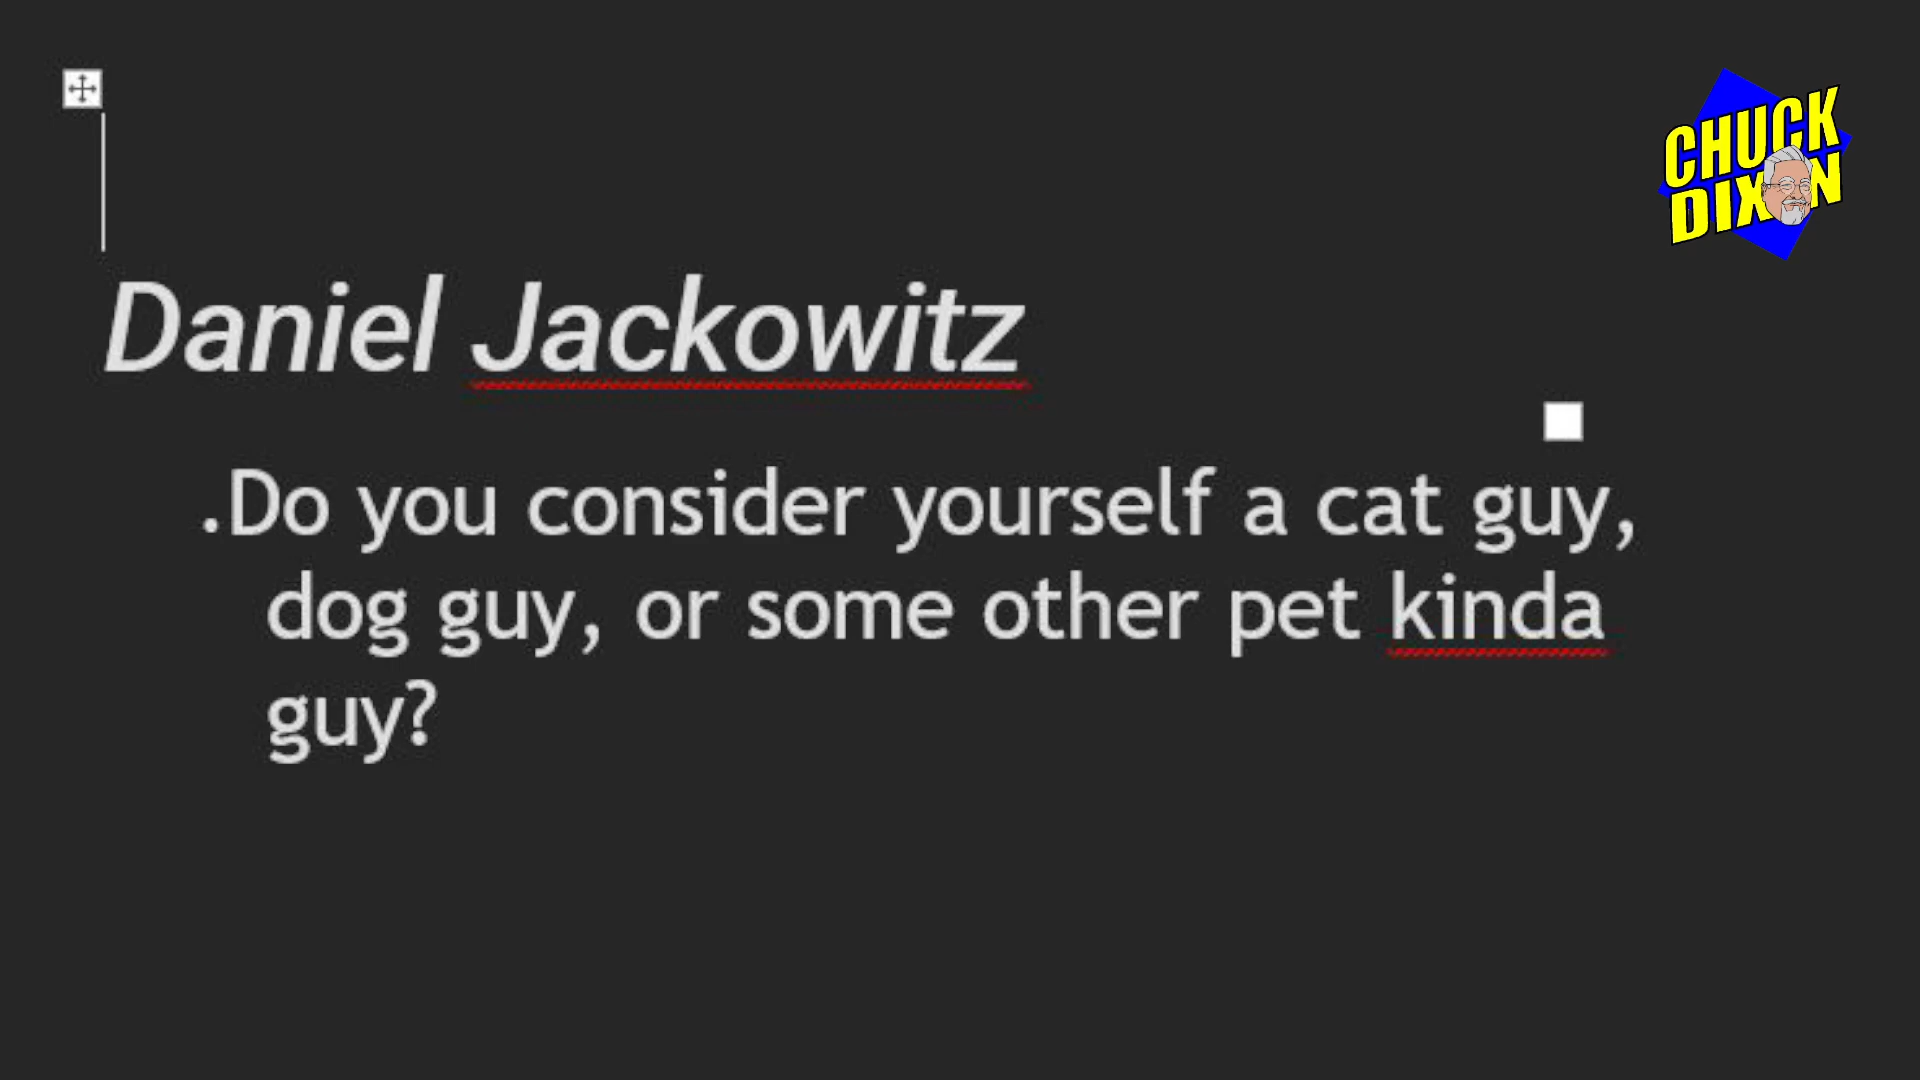 CHUCK
DIXON
Daniel Jackowitz
.Do you consider yourself a cat guy,
dog guy, or some other pet kinda
guy?